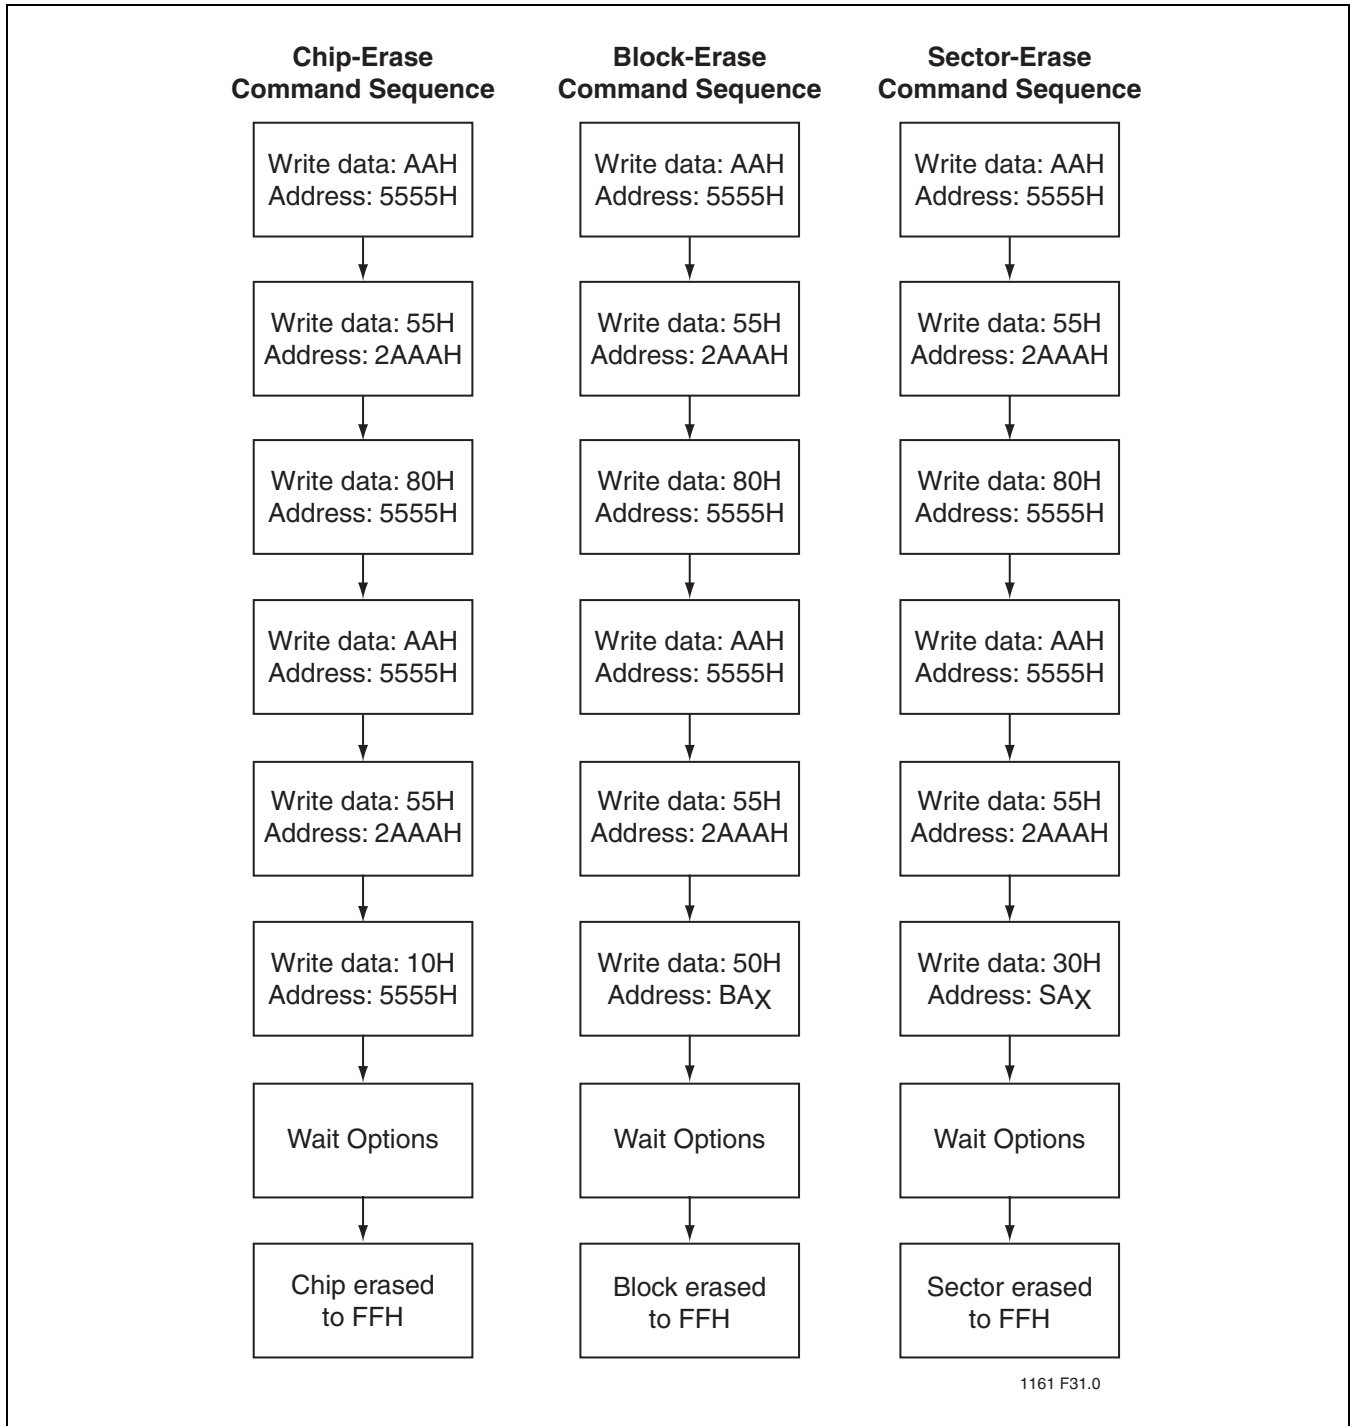 Chip-Erase
Command Sequence
Write data: AAH
Address: 5555H
Write data: 55H
Address: 2AAAH
Write data: 80H
Address: 5555H
Write data: AAH
Address: 5555H
Write data: 55H
Address: 2AAAH
Write data: 10H
Address: 5555H
Wait Options
Chip erased
to FFH
Block-Erase
Command Sequence
Write data: AAH
Address: 5555H
Write data: 55H
Address: 2AAAH
Write data: 80H
Address: 5555H
Write data: AAH
Address: 5555H
Write data: 55H
Address: 2AAAH
Write data: 50H
Address: BAX
Wait Options
Block erased
to FFH
Sector-Erase
Command Sequence
Write data: AAH
Address: 5555H
Write data: 55H
Address: 2AAAH
Write data: 80H
Address: 5555H
Write data: AAH
Address: 5555H
Write data: 55H
Address: 2AAAH
Write data: 30H
Address: SAX
Wait Options
Sector erased
to FFH
1161 F31.0